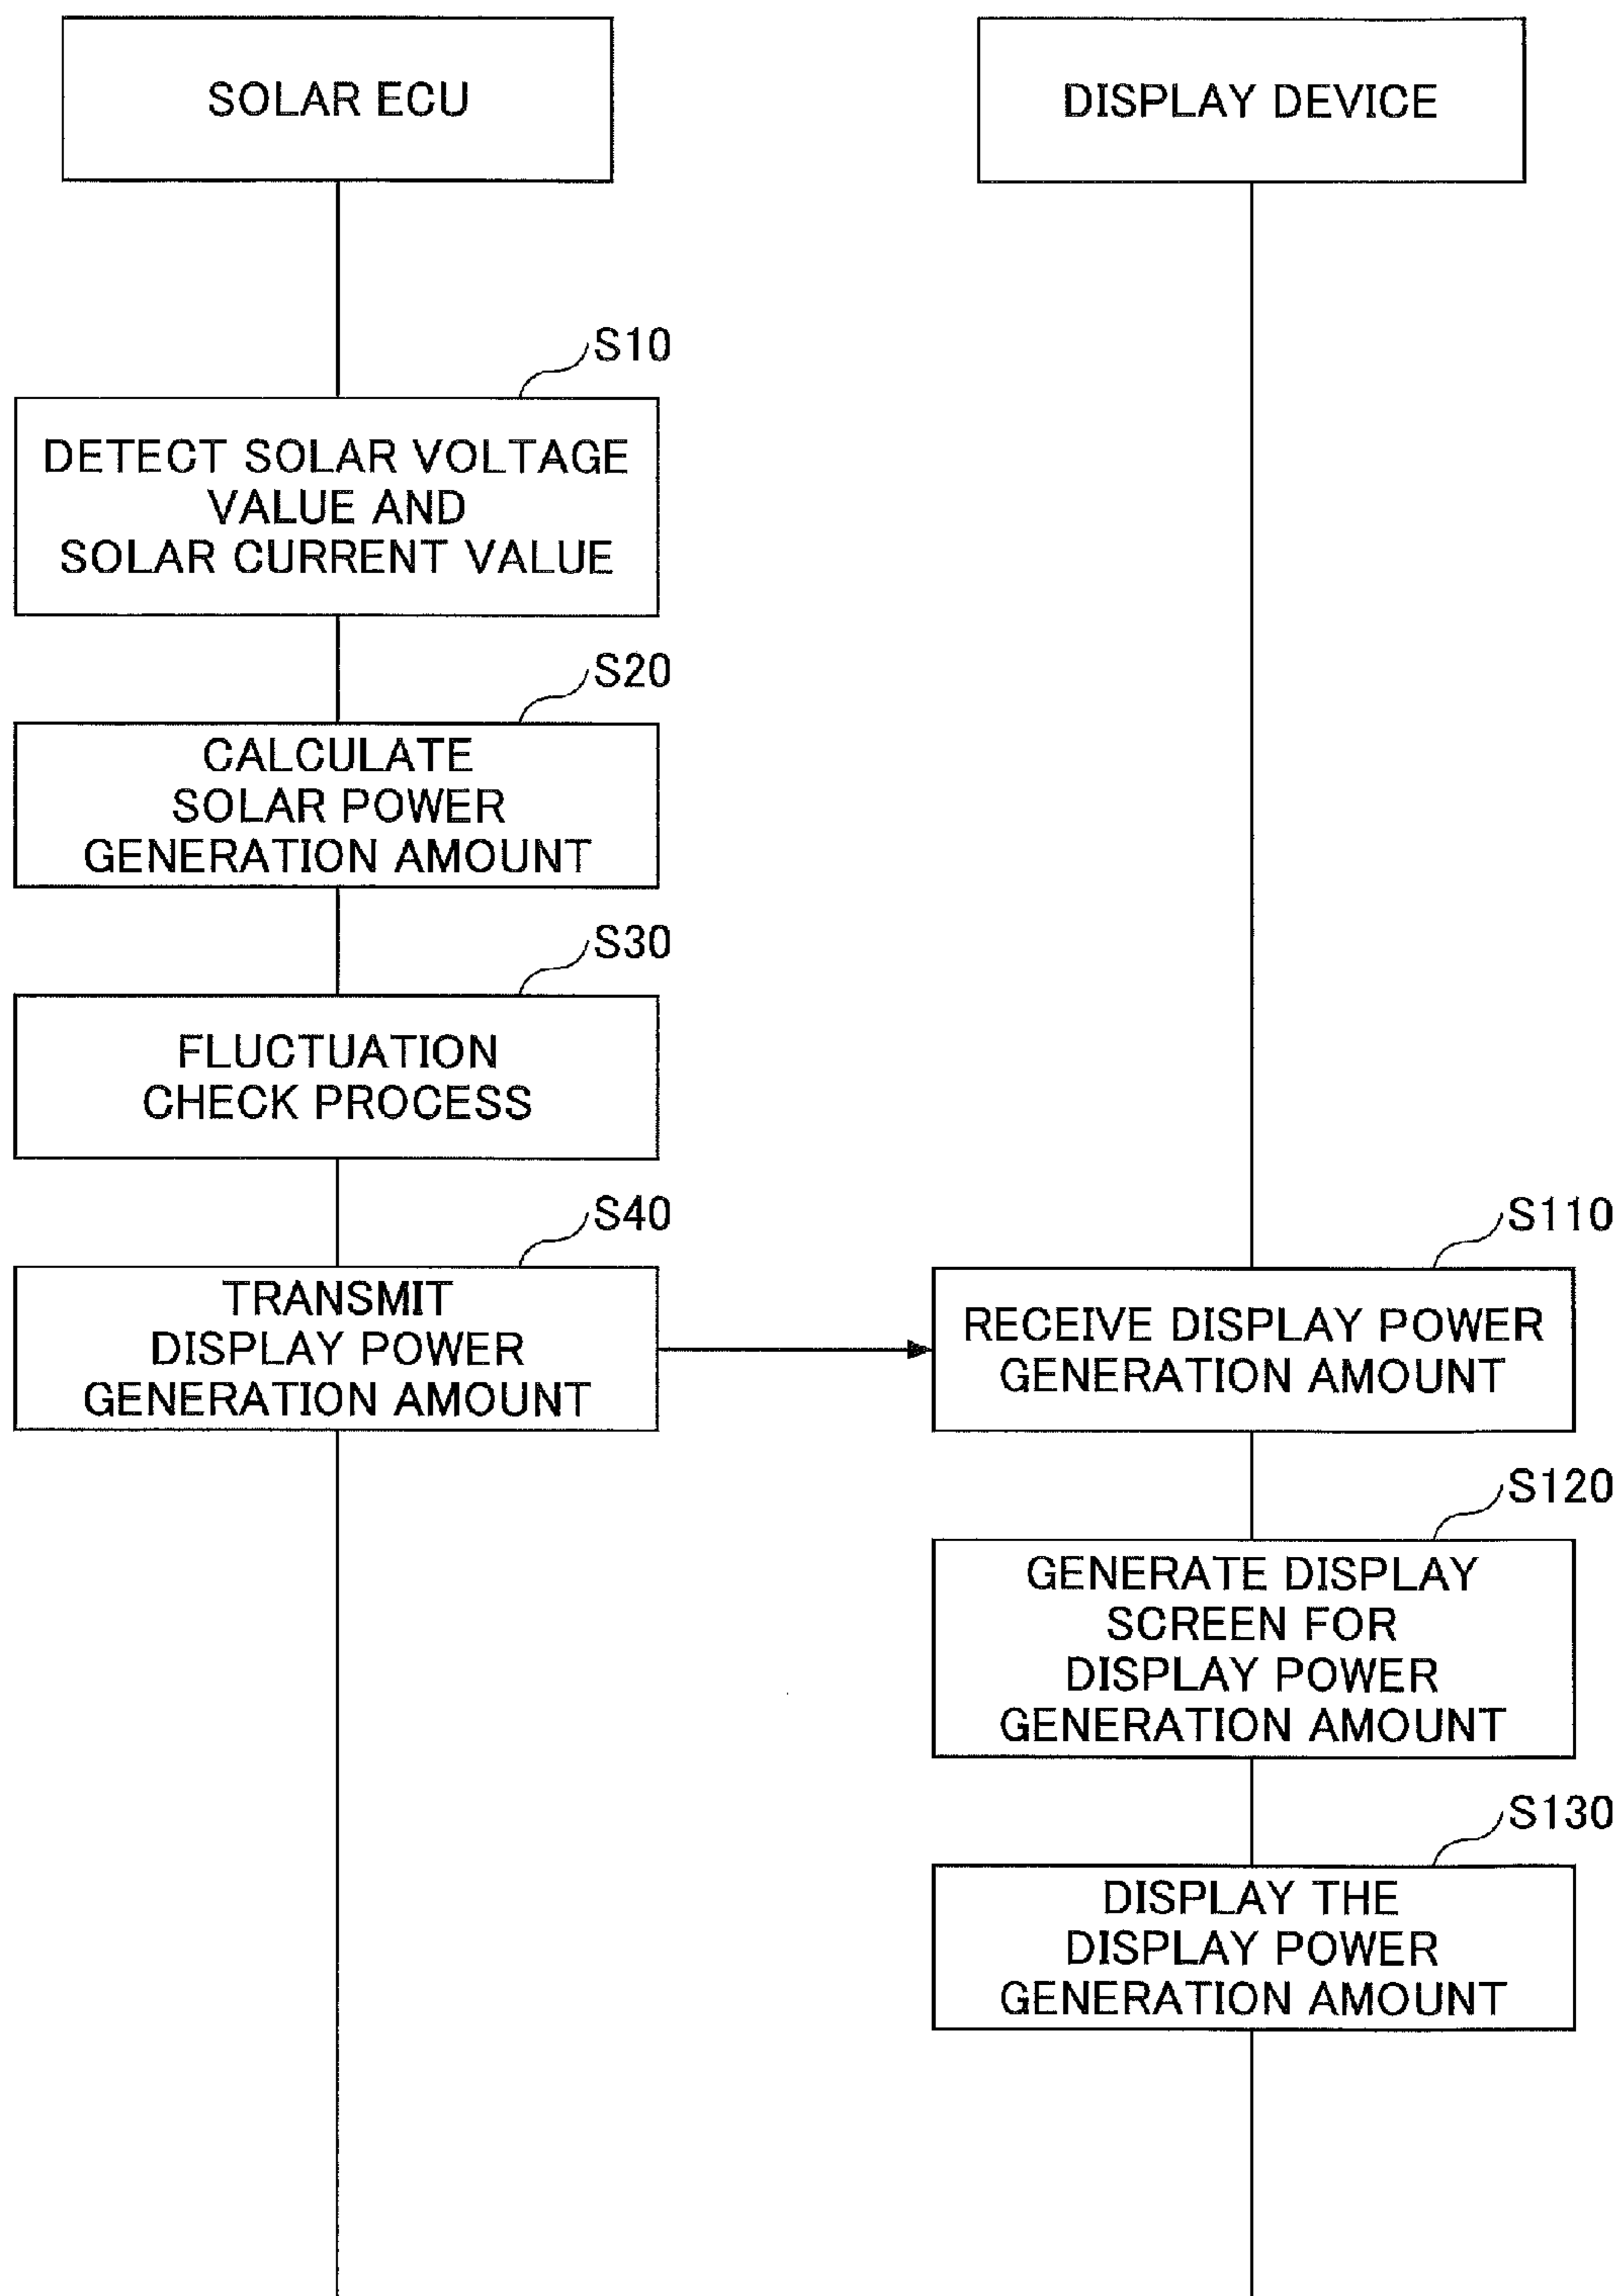 SOLAR ECU
DISPLAY DEVICE
S10
DETECT SOLAR VOLTAGE
VALUE AND
SOLAR CURRENT VALUE
S20
CALCULATE
SOLAR POWER
GENERATION AMOUNT
S30
FLUCTUATION
CHECK PROCESS
S40
TRANSMIT
DISPLAY POWER
GENERATION AMOUNT
S110
RECEIVE DISPLAY POWER
GENERATION AMOUNT
S120
GENERATE DISPLAY
SCREEN FOR
DISPLAY POWER
GENERATION AMOUNT
S130
DISPLAY THE
DISPLAY POWER
GENERATION AMOUNT